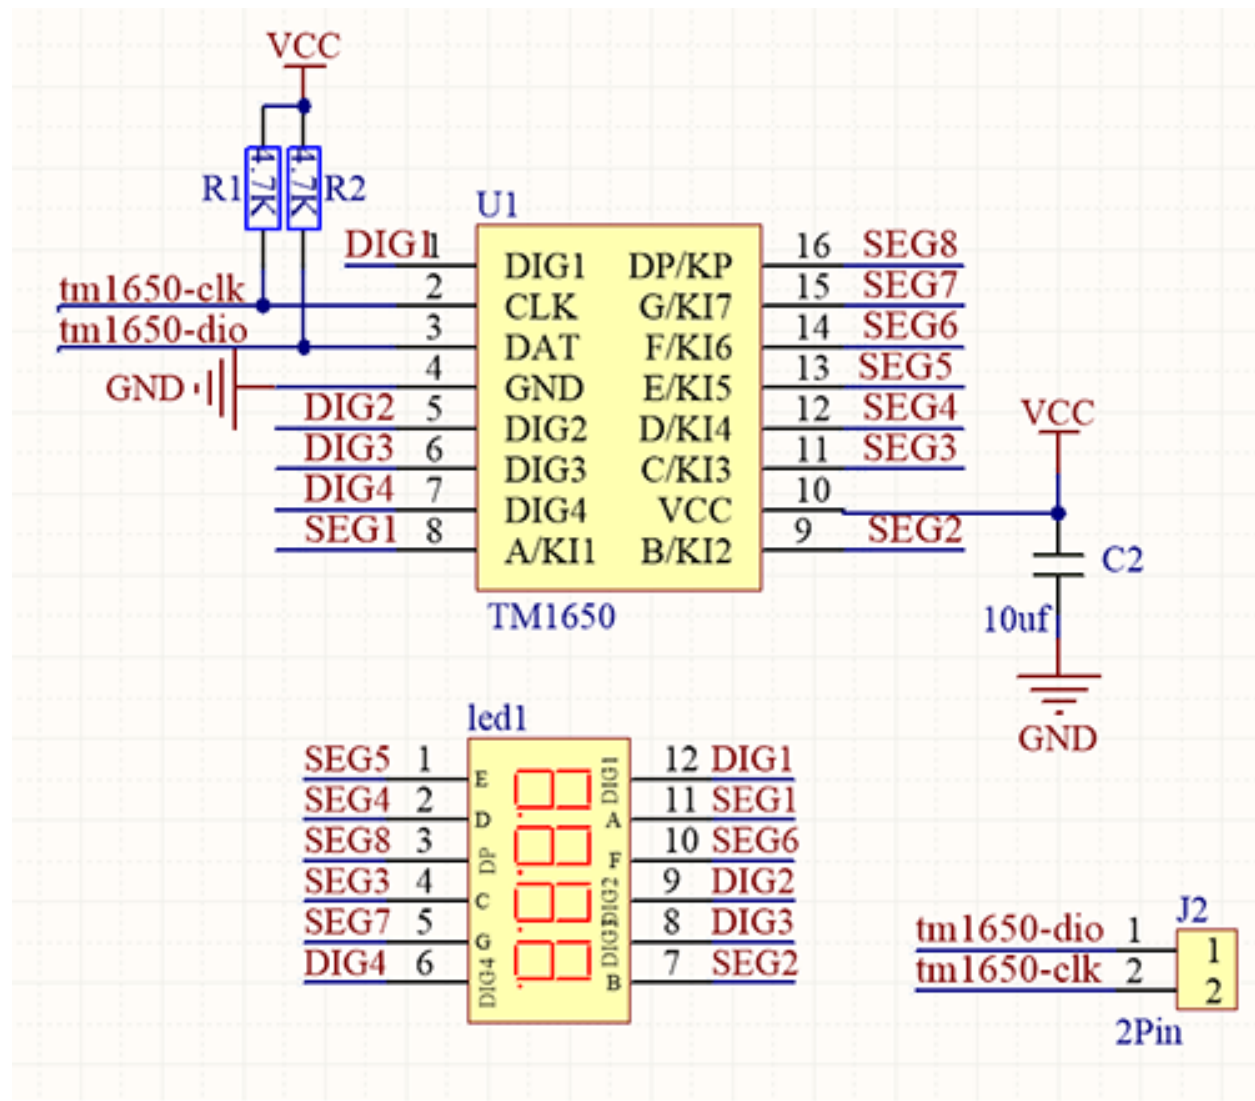 VCC
R1 4.7K 4.7K R2
U1
DIG1 1 DIG1 DP/KP 16 SEG8
tm1650-clk 2 CLK G/KI7 15 SEG7
tm1650-dio 3 DAT F/KI6 14 SEG6
GND 4 GND E/KI5 13 SEG5
DIG2 5 DIG2 D/KI4 12 SEG4
DIG3 6 DIG3 C/KI3 11 SEG3
DIG4 7 DIG4 VCC 10
SEG1 8 A/KI1 B/KI2 9 SEG2
TM1650
VCC
C2
10uf
GND
led1
SEG5 1 E DIG1 12 DIG1
SEG4 2 D A 11 SEG1
SEG8 3 DP F 10 SEG6
SEG3 4 C DIG2 9 DIG2
SEG7 5 G DIG3 8 DIG3
DIG4 6 DIG4 B 7 SEG2
J2
tm1650-dio 1 1
tm1650-clk 2 2
2Pin